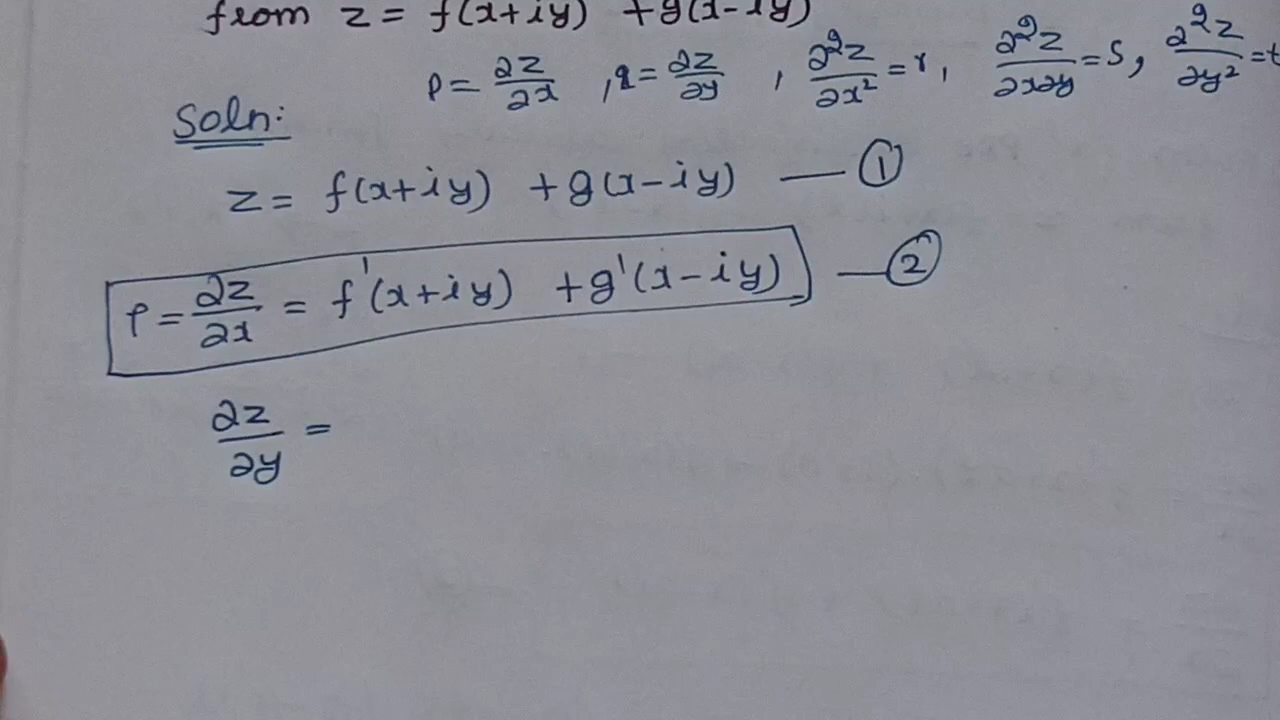 from z = f(x+iy) + g(x-iy)
p = ∂z/∂x , q = ∂z/∂y , ∂²z/∂x² = r, ∂²z/∂x∂y = s, ∂²z/∂y² = t
Soln:
z = f(x+iy) + g(x-iy) — ①
p = ∂z/∂x = f'(x+iy) + g'(x-iy) — ②
∂z/∂y =